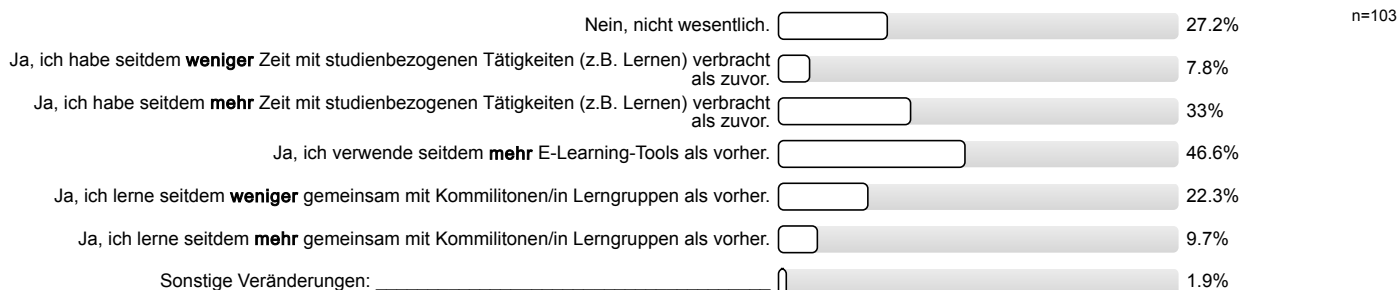 Nein, nicht wesentlich. 27.2% n=103
Ja, ich habe seitdem weniger Zeit mit studienbezogenen Tätigkeiten (z.B. Lernen) verbracht
als zuvor. 7.8%
Ja, ich habe seitdem mehr Zeit mit studienbezogenen Tätigkeiten (z.B. Lernen) verbracht
als zuvor. 33%
Ja, ich verwende seitdem mehr E-Learning-Tools als vorher. 46.6%
Ja, ich lerne seitdem weniger gemeinsam mit Kommilitonen/in Lerngruppen als vorher. 22.3%
Ja, ich lerne seitdem mehr gemeinsam mit Kommilitonen/in Lerngruppen als vorher. 9.7%
Sonstige Veränderungen: ________________________________________ 1.9%